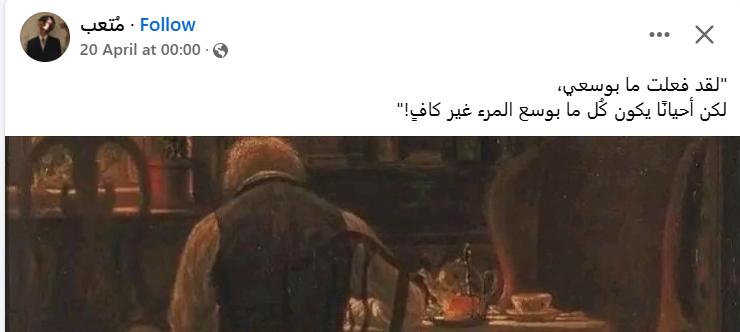 مُتعب · Follow
20 April at 00:00 ·
"لقد فعلت ما بوسعي،
لكن أحيانًا يكون كُل ما بوسع المرء غير كافٍ!"